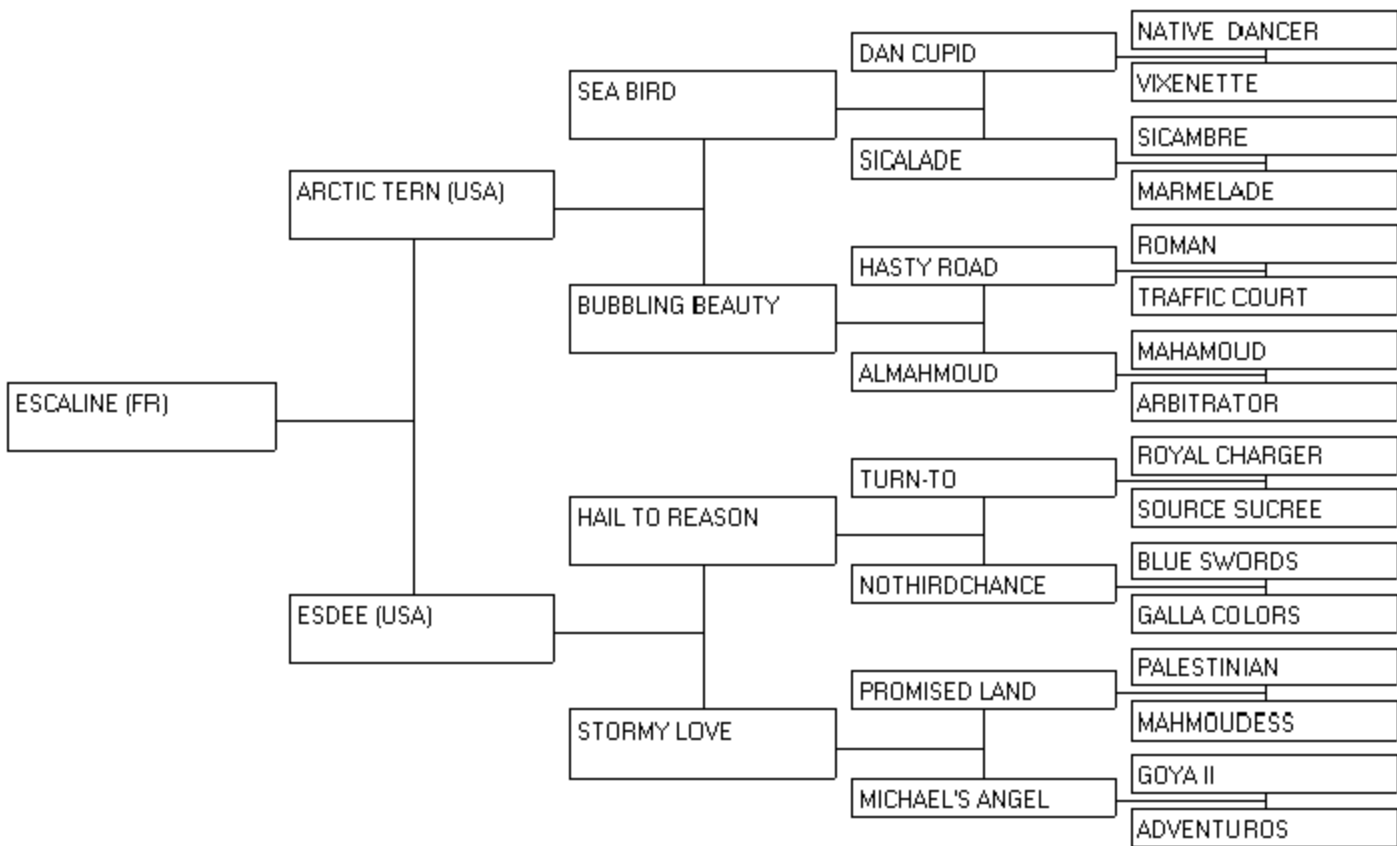 NATIVE DANCER
DAN CUPID
VIXENETTE
SEA BIRD
SICAMBRE
SICALADE
MARMELADE
ARCTIC TERN (USA)
ROMAN
HASTY ROAD
TRAFFIC COURT
BUBBLING BEAUTY
MAHAMOUD
ALMAHMOUD
ARBITRATOR
ESCALINE (FR)
ROYAL CHARGER
TURN-TO
SOURCE SUCREE
HAIL TO REASON
BLUE SWORDS
NOTHIRDCHANCE
GALLA COLORS
ESDEE (USA)
PALESTINIAN
PROMISED LAND
MAHMOUDESS
STORMY LOVE
GOYA II
MICHAEL'S ANGEL
ADVENTUROS